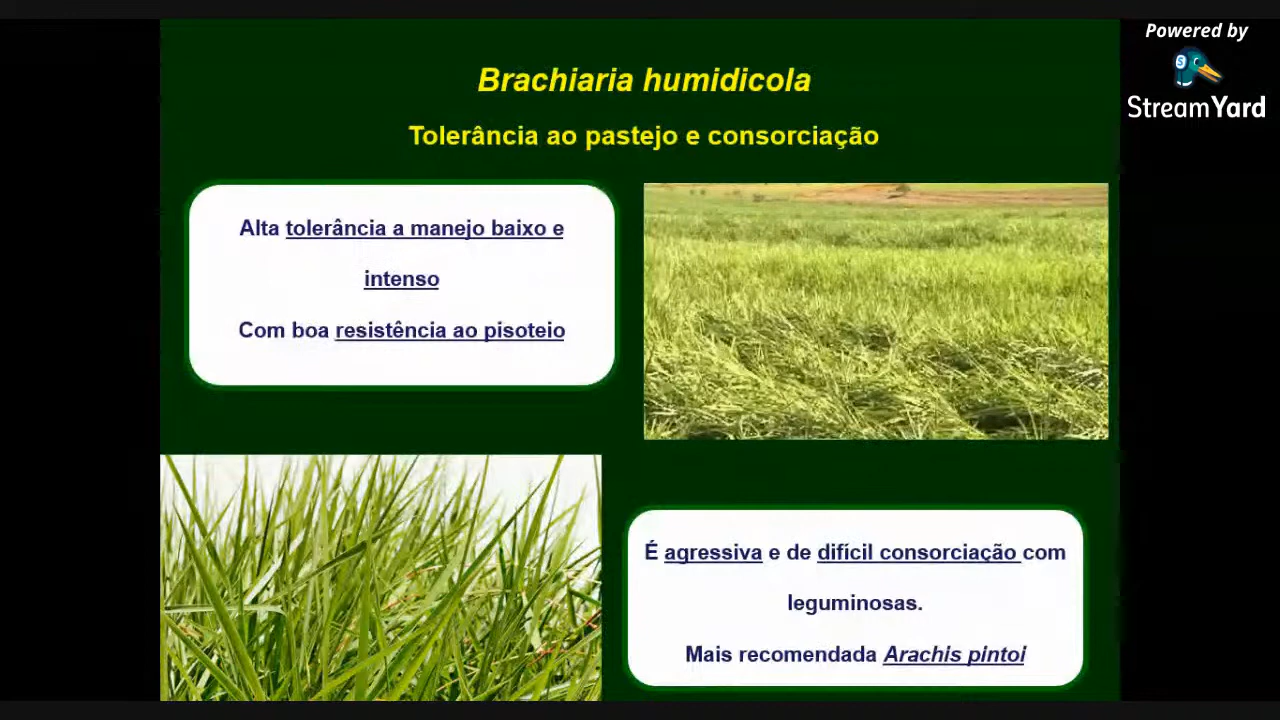 Powered by
StreamYard
Brachiaria humidicola
Tolerância ao pastejo e consorciação
Alta tolerância a manejo baixo e
intenso
Com boa resistência ao pisoteio
É agressiva e de difícil consorciação com
leguminosas.
Mais recomendada Arachis pintoi